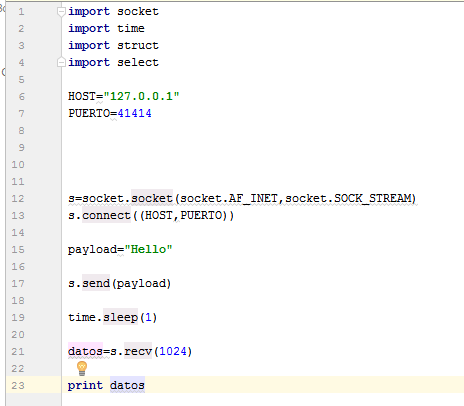 1 import socket
2 import time
3 import struct
4 import select
5
6 HOST="127.0.0.1"
7 PUERTO=41414
8
9
10
11
12 s=socket.socket(socket.AF_INET,socket.SOCK_STREAM)
13 s.connect((HOST,PUERTO))
14
15 payload="Hello"
16
17 s.send(payload)
18
19 time.sleep(1)
20
21 datos=s.recv(1024)
22
23 print datos